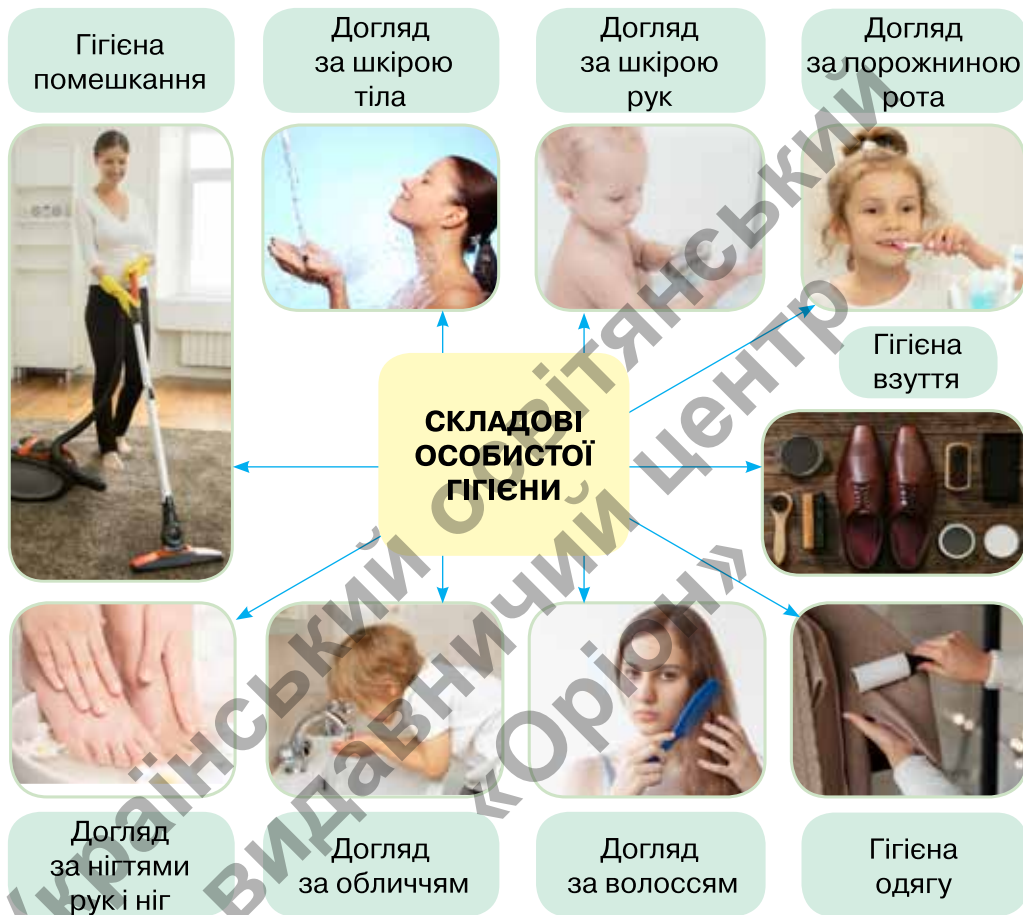 Гігієна
помешкання
Догляд
за шкірою
тіла
Догляд
за шкірою
рук
Догляд
за порожниною
рота
Гігієна
взуття
СКЛАДОВІ
ОСОБИСТОЇ
ГІГІЄНИ
Догляд
за нігтями
рук і ніг
Догляд
за обличчям
Догляд
за волоссям
Гігієна
одягу
Український освітянський
видавничий центр
«Оріон»